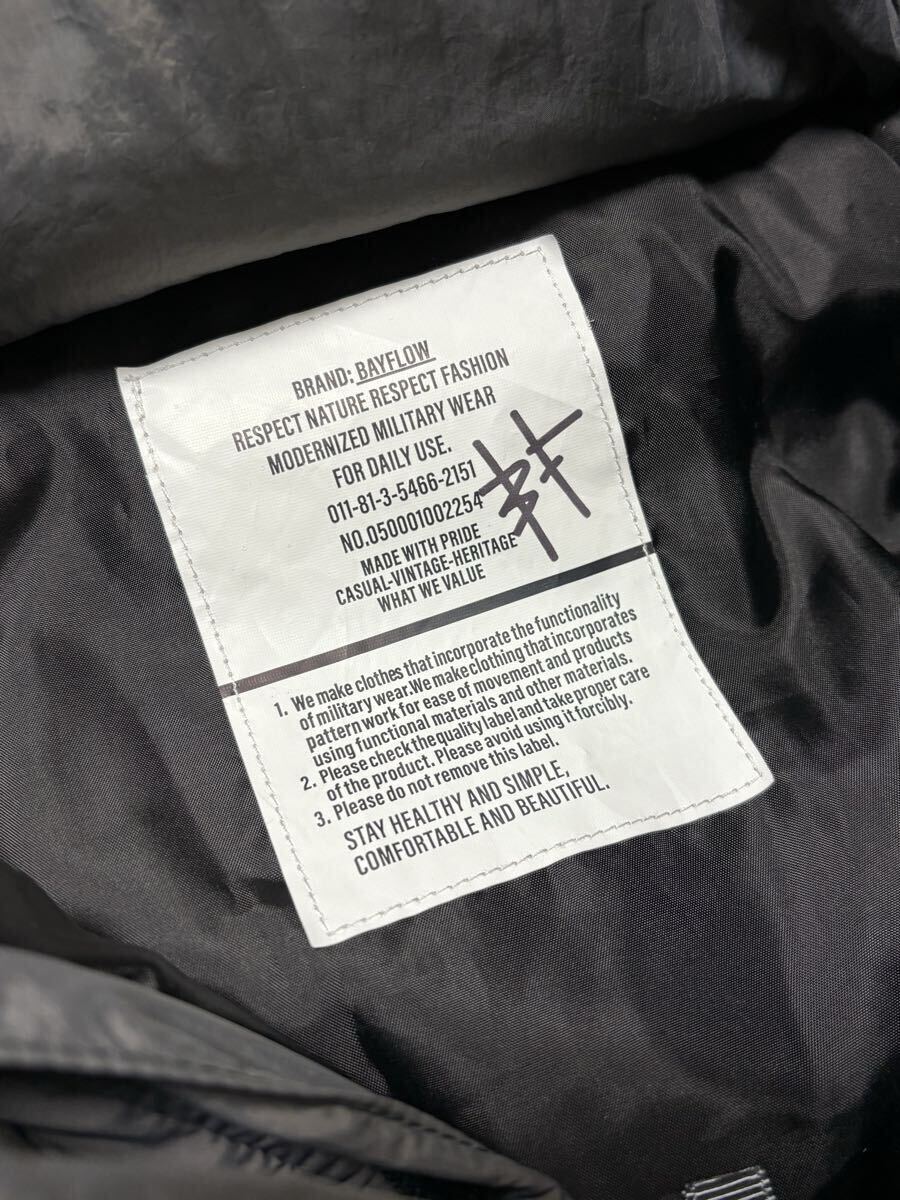 BRAND: BAYFLOW
RESPECT NATURE RESPECT FASHION
MODERNIZED MILITARY WEAR
FOR DAILY USE.
011-81-3-5466-2151
NO.050001002254
MADE WITH PRIDE
CASUAL-VINTAGE-HERITAGE
WHAT WE VALUE
1. We make clothes that incorporate the functionality
of military wear.We make clothing that incorporates
pattern work for ease of movement and products
using functional materials and other materials.
2. Please check the quality label and take proper care
of the product. Please avoid using it forcibly.
3. Please do not remove this label.
STAY HEALTHY AND SIMPLE,
COMFORTABLE AND BEAUTIFUL.